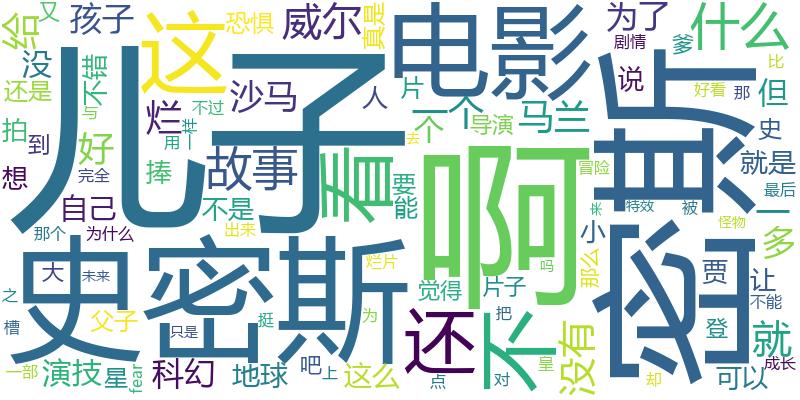 给
又
孩子
恐惧
威尔
真是
电影
为了
剧情
爹
什么
比
没
还是
不错
与
这
儿子
烂
不过
沙马
人
片
一个
个
导演
马兰
说
好看
那
但
拍
到
好
用
一样
捧
故事
看
要
能
去
啊
冒险
密斯
史
就是
最后
想
完全
自己
不是
来
特效
被
怪物
一
多
那个
为什么
出来
小
那么
史密斯
大
未来
烂片
觉得
片子
吗
贾
让
不能
之
槽
父子
只是
挺
为
还
不
把
没有
登
就
一部
演技
星
fear
科幻
地球
吧
上
这么
点
对
皇
却
可以
成长